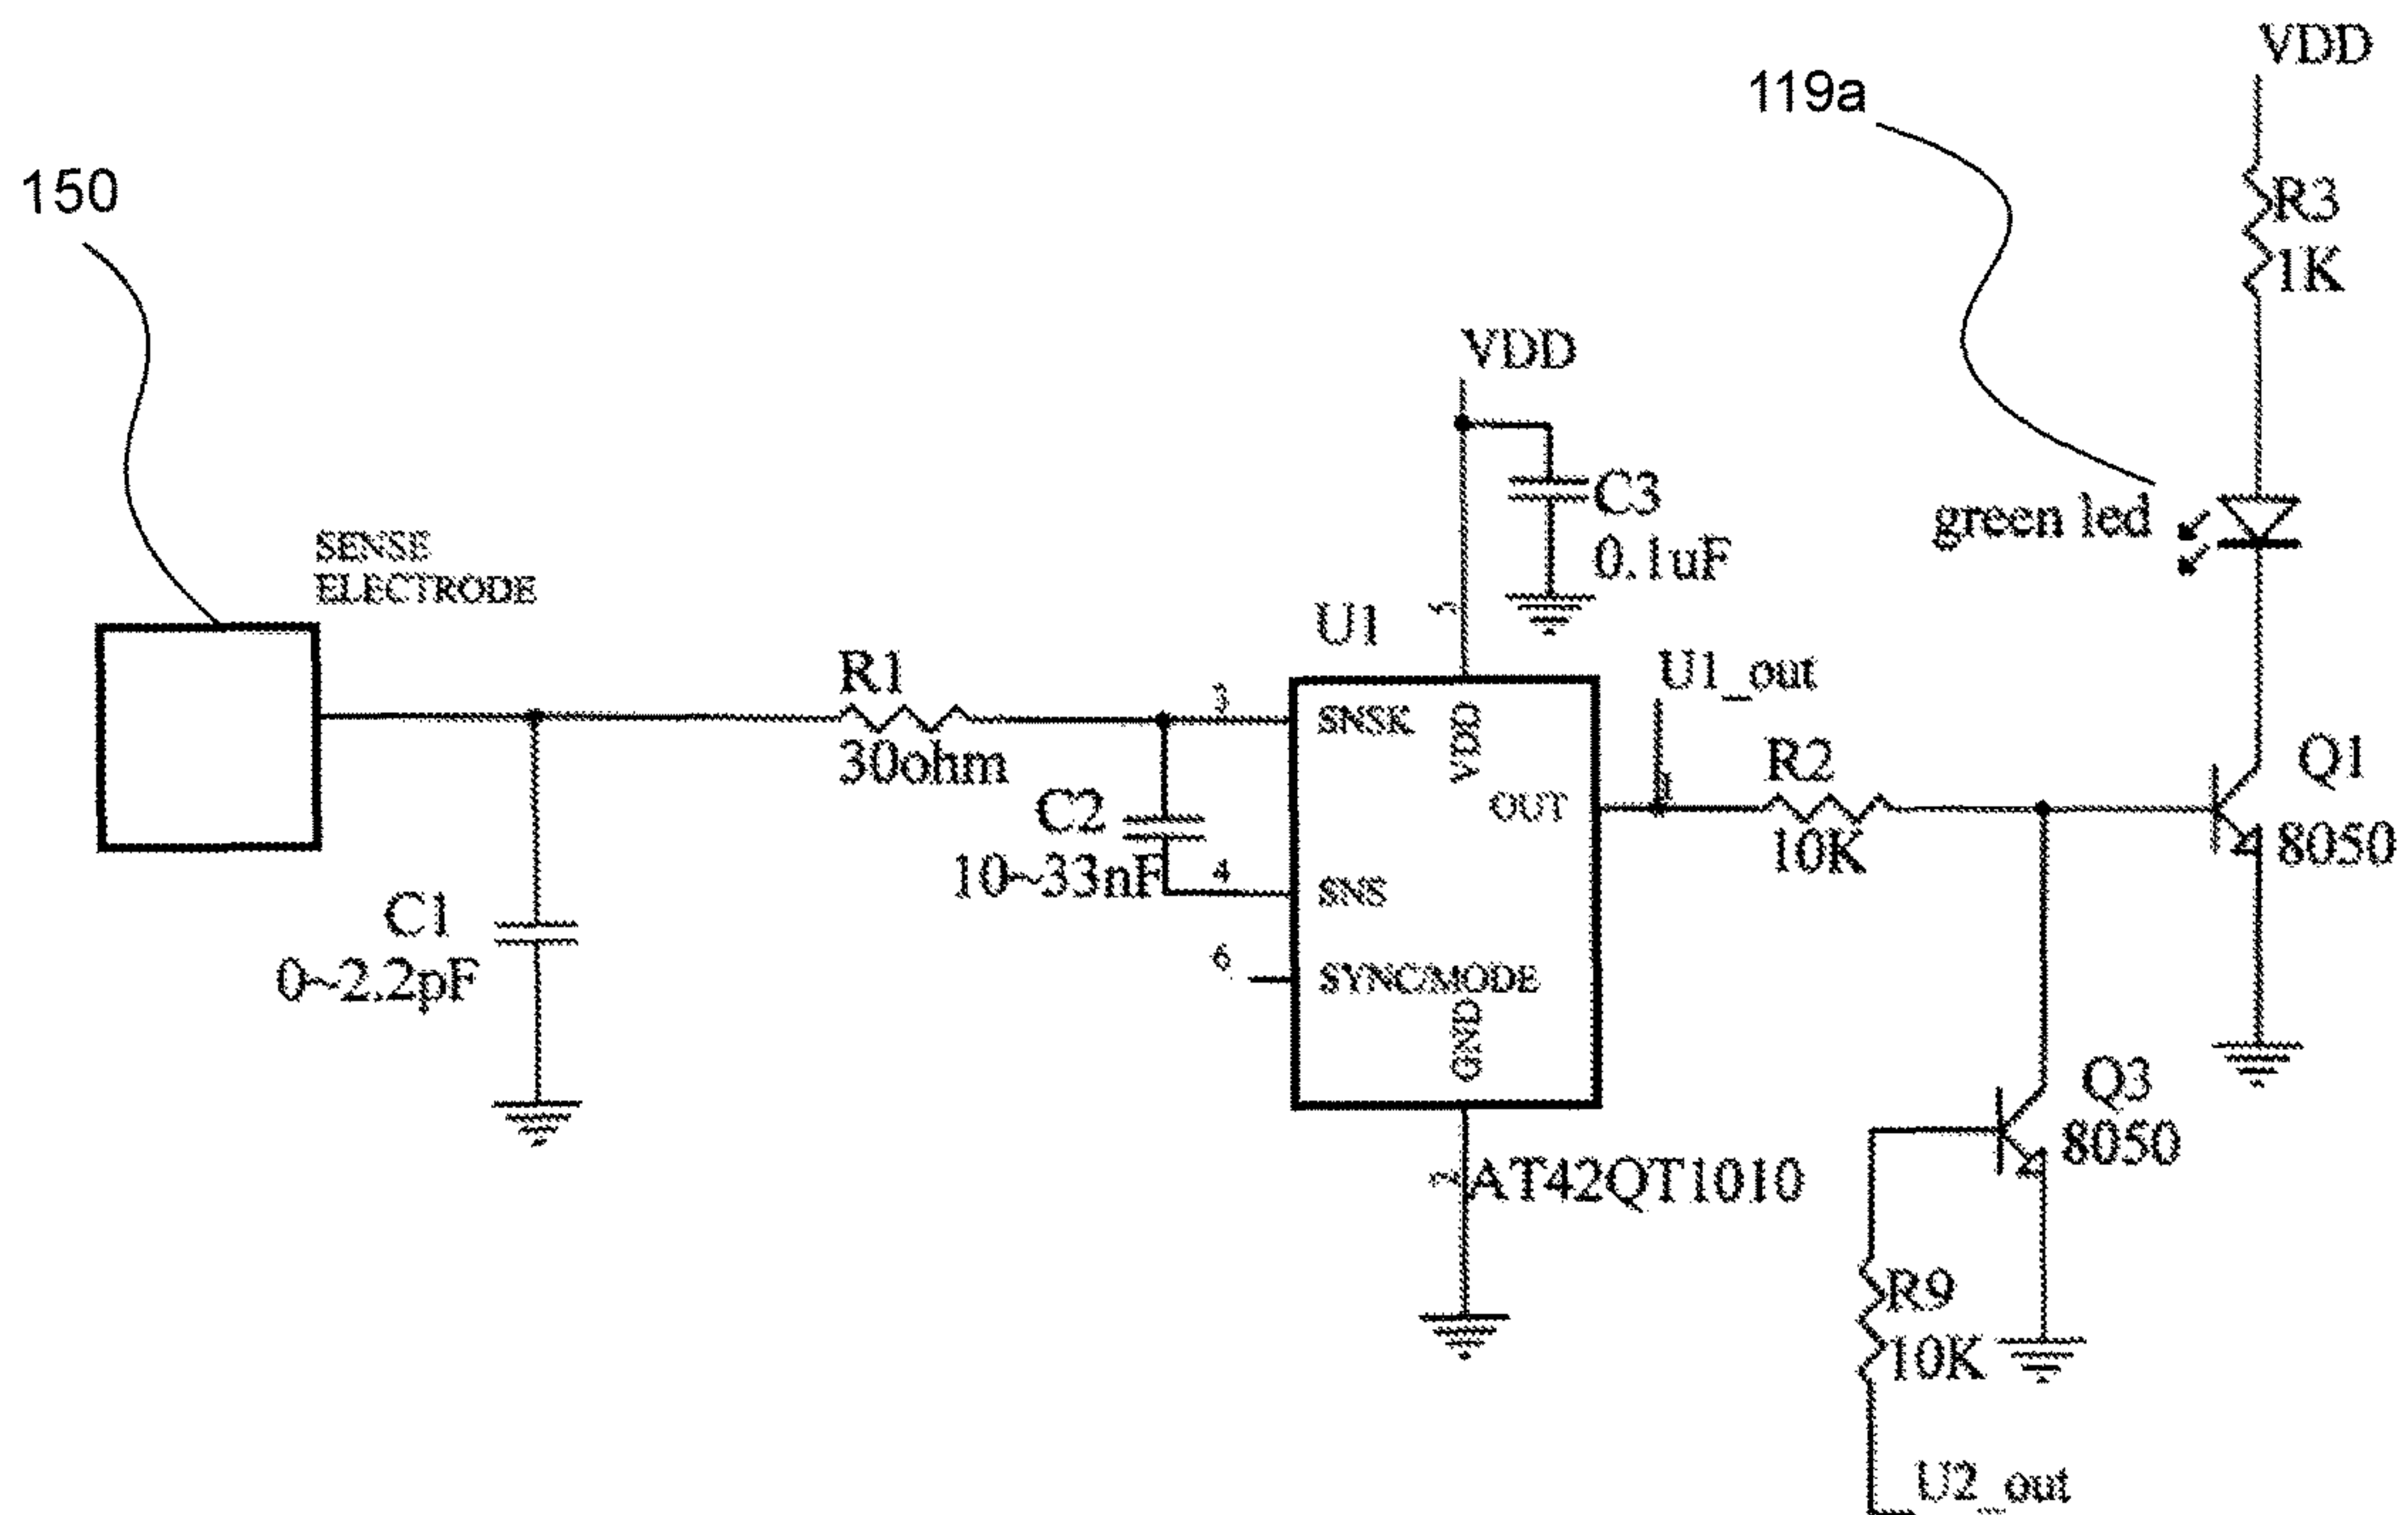 VDD
119a
150
R3
1K
VDD
C3
0.1uF
green led
SENSE
ELECTRODE
5
U1
R1
30ohm
3
SNSK
VDD
U1_out
1
R2
10K
OUT
Q1
8050
C2
10~33nF
4
SNS
C1
0~2.2pF
6
SYNC/MODE
GND
Q3
8050
2
AT42QT1010
R9
10K
U2_out